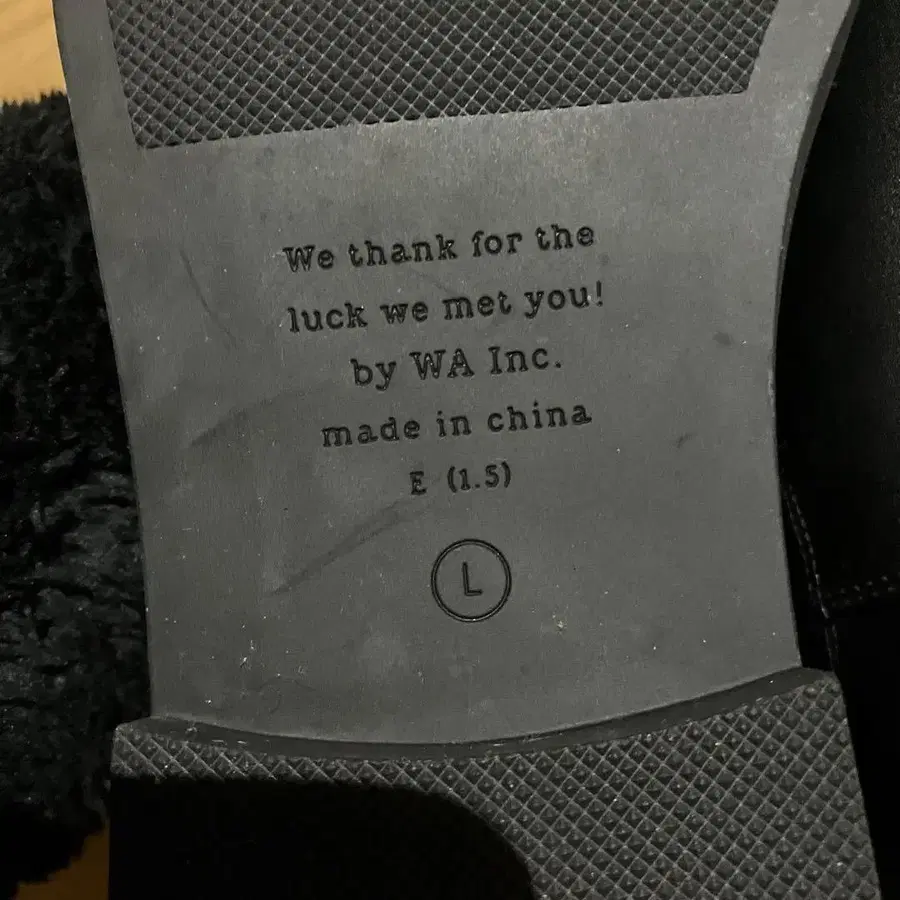 We thank for the
luck we met you!
by WA Inc.
made in china
E (1.5)
L